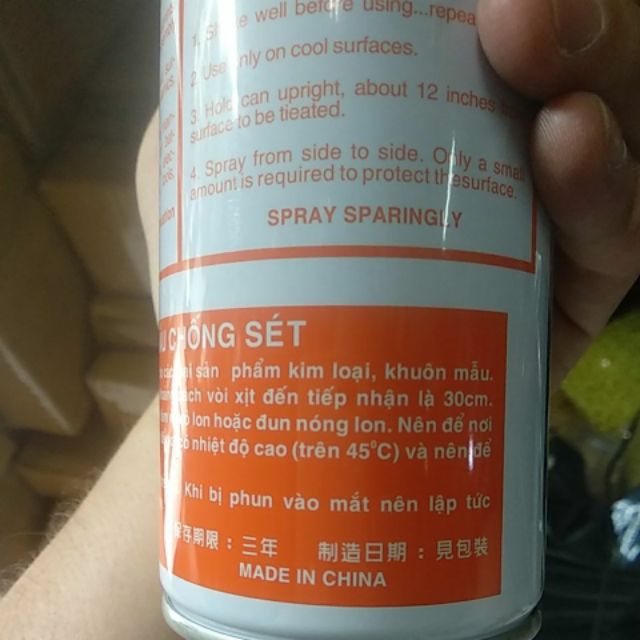 1. Shake well before using...repea
2. Use only on cool surfaces.
3. Hold can upright, about 12 inches
surface to be tieated.
4. Spray from side to side. Only a small
amount is required to protect thesurface.
SPRAY SPARINGLY
U CHỐNG SÉT
sản phẩm kim loại, khuôn mẫu.
cách vòi xịt đến tiếp nhận là 30cm.
lon hoặc đun nóng lon. Nên để nơi
có nhiệt độ cao (trên 45°C) và nên để
Khi bị phun vào mắt nên lập tức
保存期限：三年 制造日期：見包裝
MADE IN CHINA